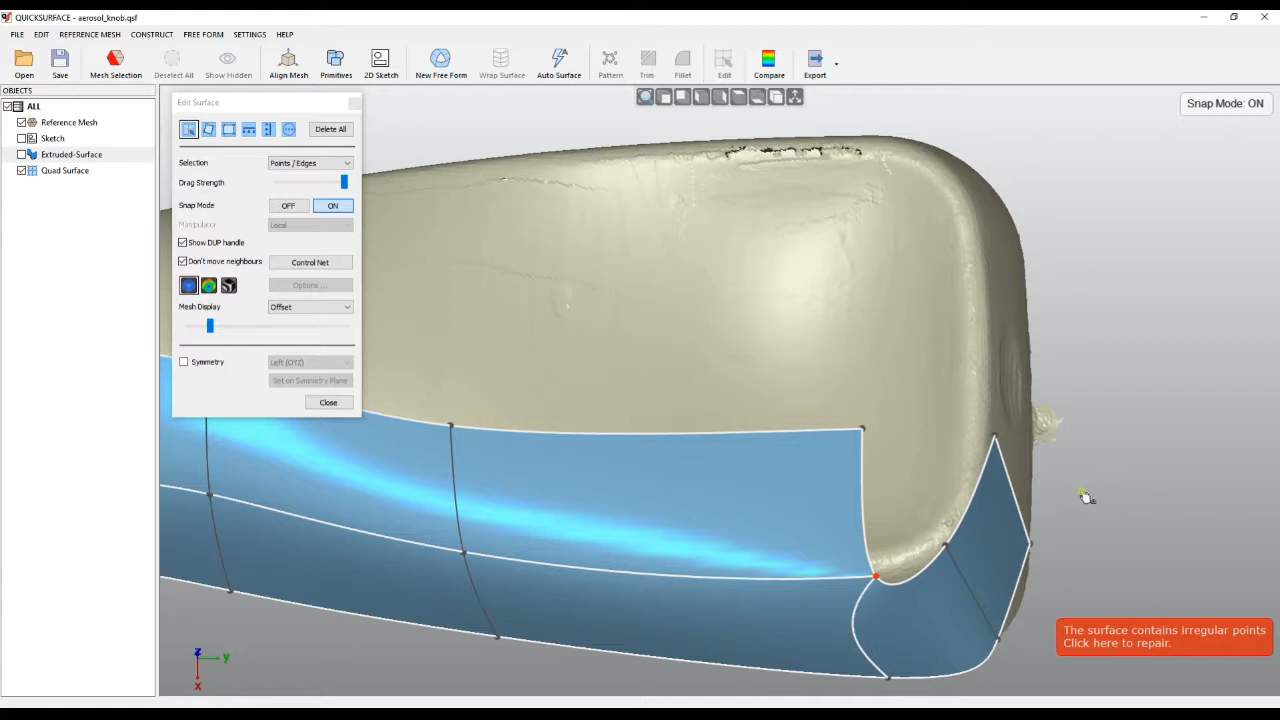 QUICKSURFACE - aerosol_knob.qsf
FILE EDIT REFERENCE MESH CONSTRUCT FREE FORM SETTINGS HELP
Open Save Mesh Selection Deselect All Show Hidden Align Mesh Primitives 2D Sketch New Free Form Wrap Surface Auto Surface Pattern Trim Fillet Edit Compare Export
OBJECTS
ALL
Reference Mesh
Sketch
Extruded-Surface
Quad Surface
Edit Surface
Delete All
Selection Points / Edges
Drag Strength
Snap Mode OFF ON
Manipulator Local
Show DUP handle
Don't move neighbours Control Net
Options ...
Mesh Display Offset
Symmetry Left (OYZ)
Set on Symmetry Plane
Close
Snap Mode: ON
The surface contains irregular points
Click here to repair.
z
y
x